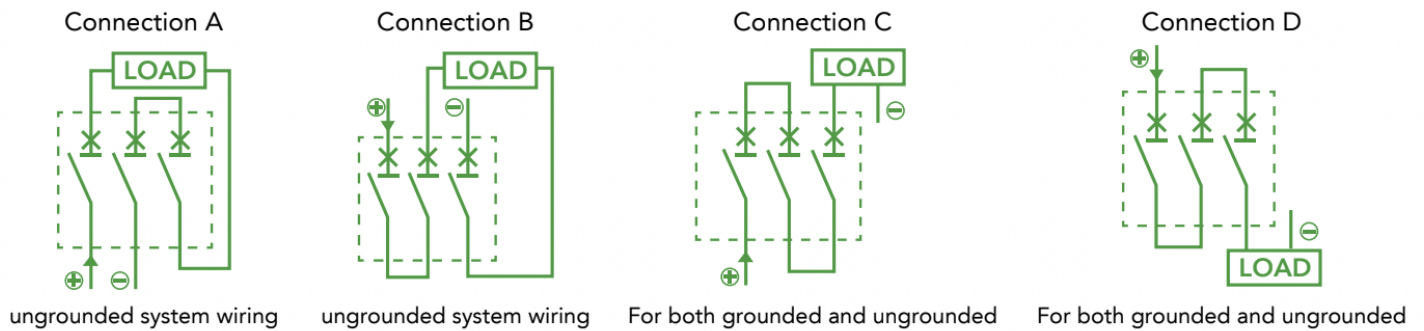 Connection A
Connection B
Connection C
Connection D
LOAD
LOAD
LOAD
LOAD
⊕ ⊖
⊕ ⊖
⊕ ⊖
⊕ ⊖
ungrounded system wiring
ungrounded system wiring
For both grounded and ungrounded
For both grounded and ungrounded